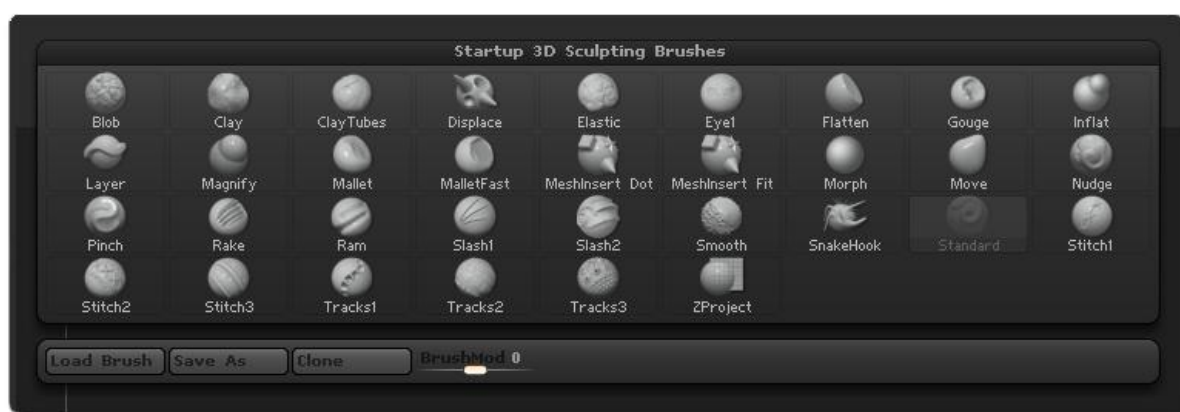 Startup 3D Sculpting Brushes
Blob Clay ClayTubes Displace Elastic Eye1 Flatten Gouge Inflat
Layer Magnify Mallet MalletFast MeshInsert Dot MeshInsert Fit Morph Move Nudge
Pinch Rake Ram Slash1 Slash2 Smooth SnakeHook Standard Stitch1
Stitch2 Stitch3 Tracks1 Tracks2 Tracks3 ZProject
Load Brush Save As Clone BrushMod 0